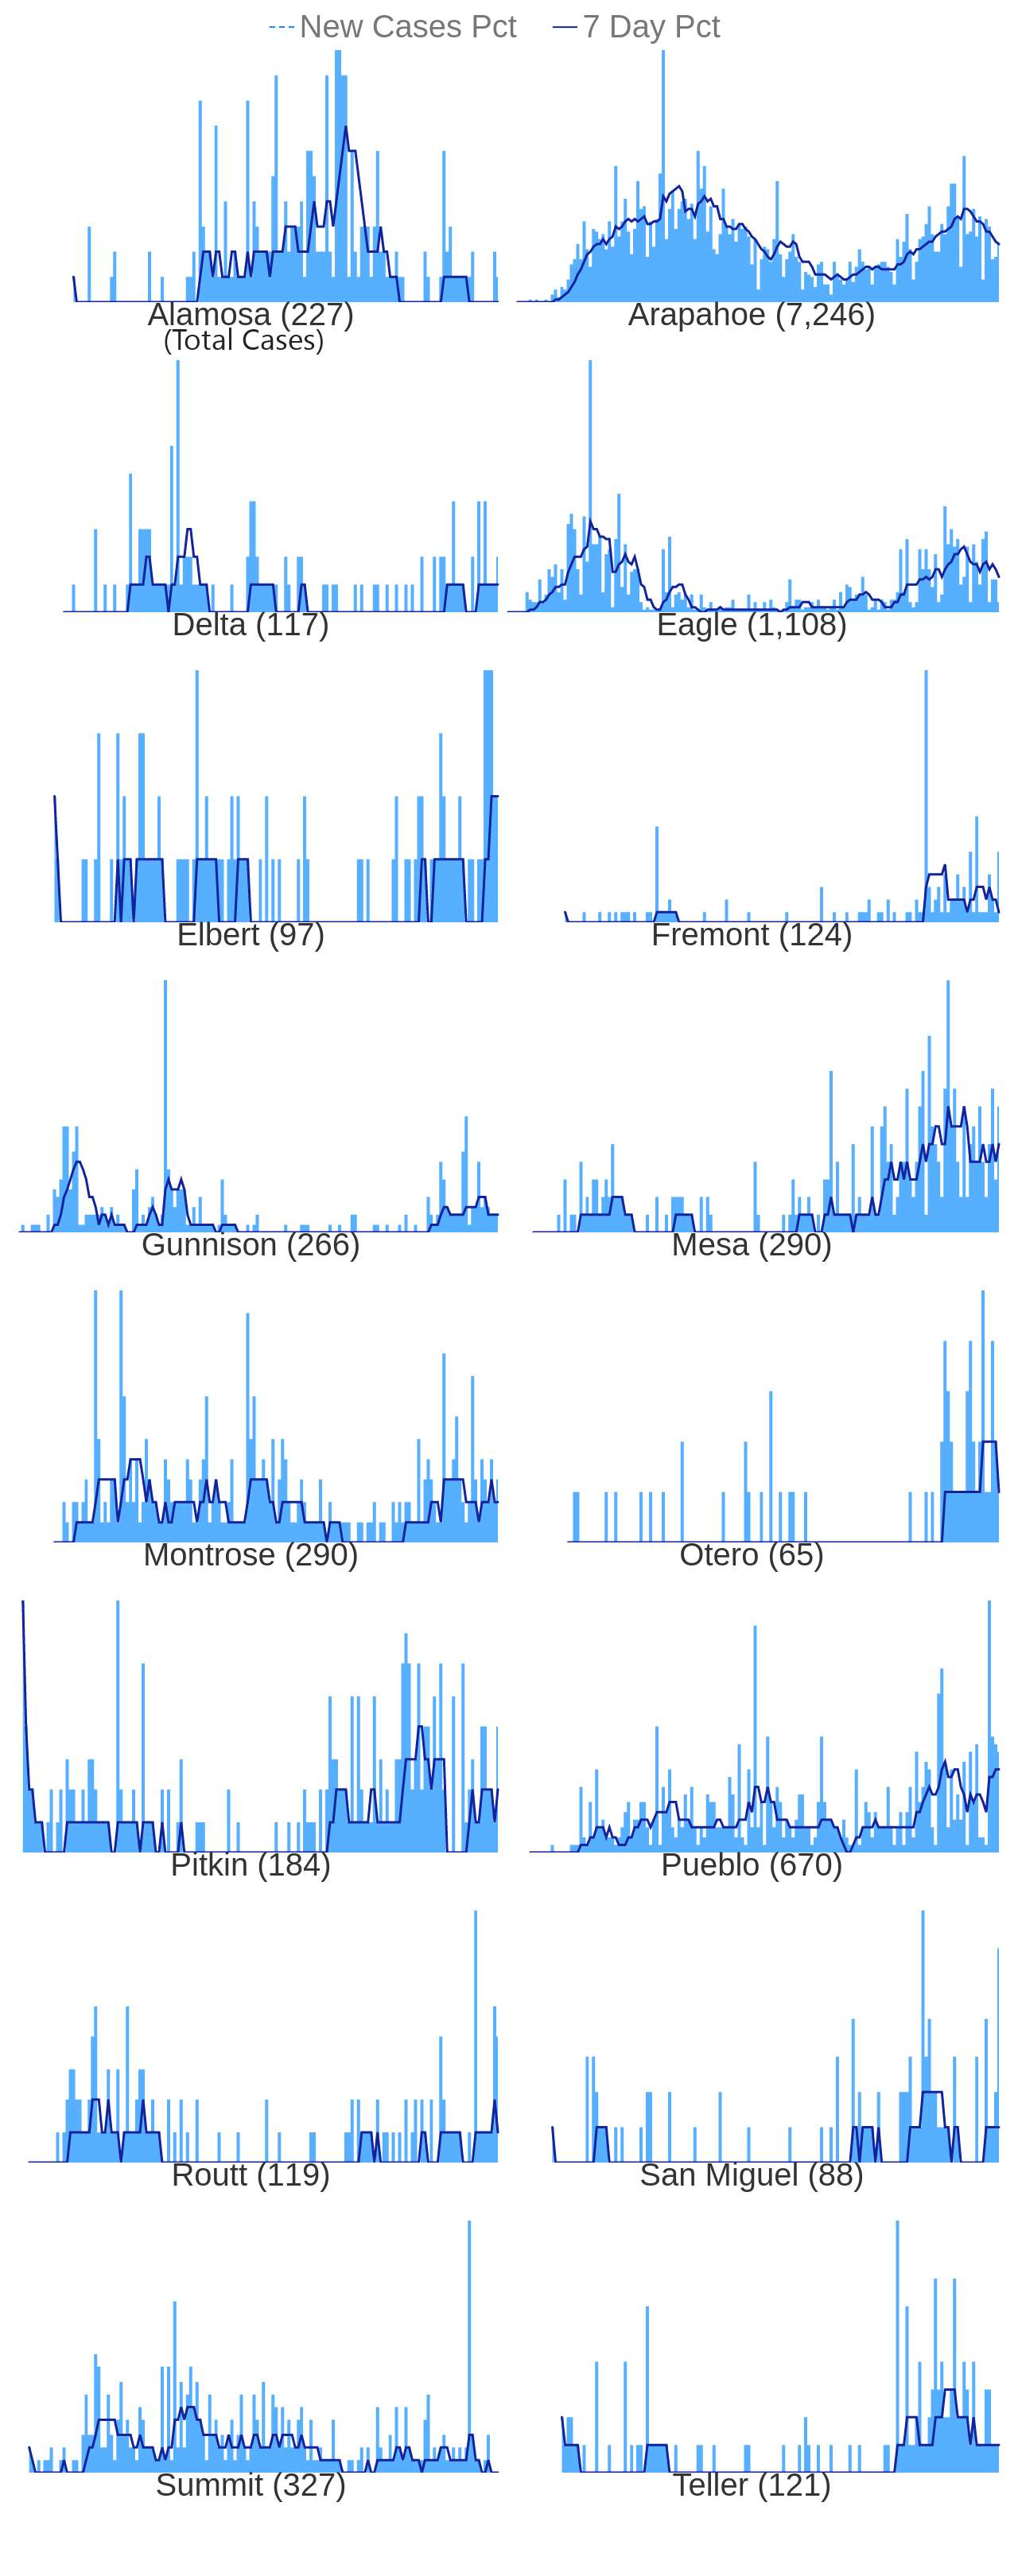 New Cases Pct 7 Day Pct
Alamosa (227) Arapahoe (7,246)
(Total Cases)
Delta (117) Eagle (1,108)
Elbert (97) Fremont (124)
Gunnison (266) Mesa (290)
Montrose (290) Otero (65)
Pitkin (184) Pueblo (670)
Routt (119) San Miguel (88)
Summit (327) Teller (121)